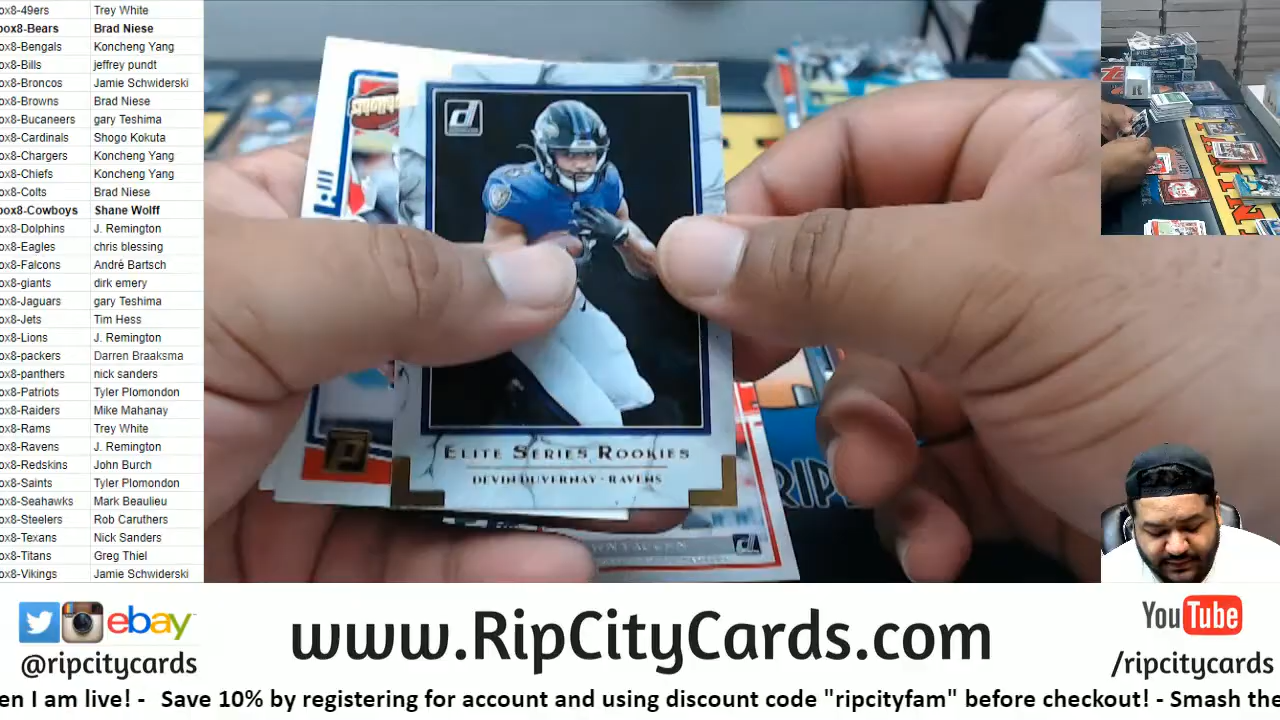 ox8-49ers Trey White
oox8-Bears Brad Niese
ox8-Bengals Koncheng Yang
ox8-Bills jeffrey pundt
ox8-Broncos Jamie Schwiderski
ox8-Browns Brad Niese
ox8-Bucaneers gary Teshima
ox8-Cardinals Shogo Kokuta
ox8-Chargers Koncheng Yang
ox8-Chiefs Koncheng Yang
ox8-Colts Brad Niese
oox8-Cowboys Shane Wolff
ox8-Dolphins J. Remington
ox8-Eagles chris blessing
ox8-Falcons André Bartsch
ox8-giants dirk emery
ox8-Jaguars gary Teshima
ox8-Jets Tim Hess
ox8-Lions J. Remington
ox8-packers Darren Braaksma
ox8-panthers nick sanders
ox8-Patriots Tyler Plomondon
ox8-Raiders Mike Mahanay
ox8-Rams Trey White
ox8-Ravens J. Remington
ox8-Redskins John Burch
ox8-Saints Tyler Plomondon
ox8-Seahawks Mark Beaulieu
ox8-Steelers Rob Caruthers
ox8-Texans Nick Sanders
ox8-Titans Greg Thiel
ox8-Vikings Jamie Schwiderski
d
ELITE SERIES ROOKIES
DEVIN DUVERNAY · RAVENS
P
RIP
ebay
@ripcitycards
www.RipCityCards.com
YouTube
/ripcitycards
en I am live! - Save 10% by registering for account and using discount code "ripcityfam" before checkout! - Smash the